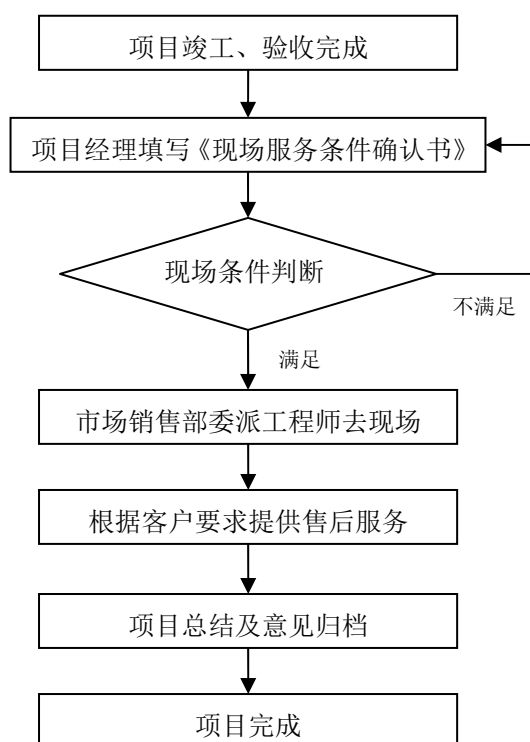 项目竣工、验收完成
项目经理填写《现场服务条件确认书》
现场条件判断
不满足
满足
市场销售部委派工程师去现场
根据客户要求提供售后服务
项目总结及意见归档
项目完成